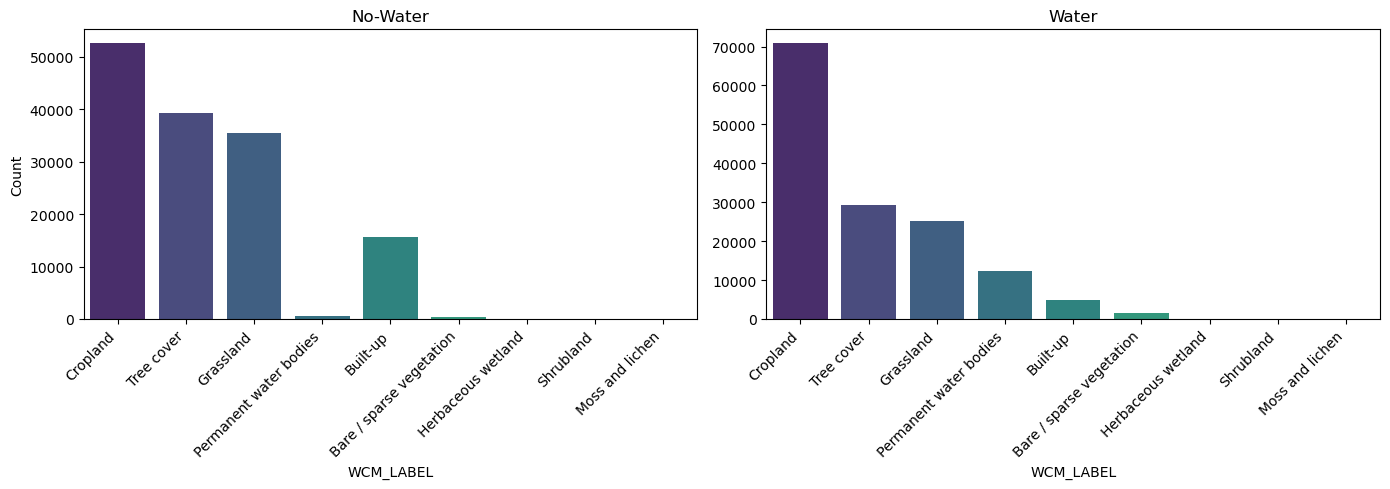 No-Water
Count
50000
40000
30000
20000
10000
0
Cropland
Tree cover
Grassland
Permanent water bodies
Built-up
Bare / sparse vegetation
Herbaceous wetland
Shrubland
Moss and lichen
WCM_LABEL
Water
70000
60000
50000
40000
30000
20000
10000
0
Cropland
Tree cover
Grassland
Permanent water bodies
Built-up
Bare / sparse vegetation
Herbaceous wetland
Shrubland
Moss and lichen
WCM_LABEL